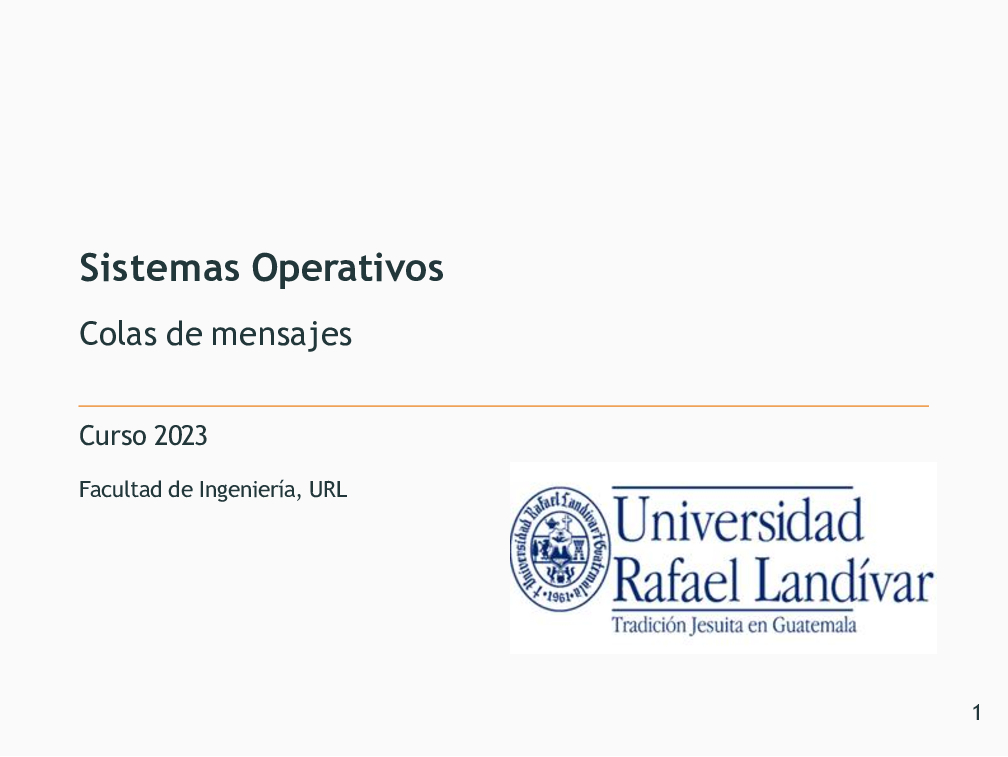 Sistemas Operativos
Colas de mensajes
Curso 2023
Facultad de Ingeniería, URL
Universidad Rafael Landívar Guatemala
1961
Universidad
Rafael Landívar
Tradición Jesuita en Guatemala
1